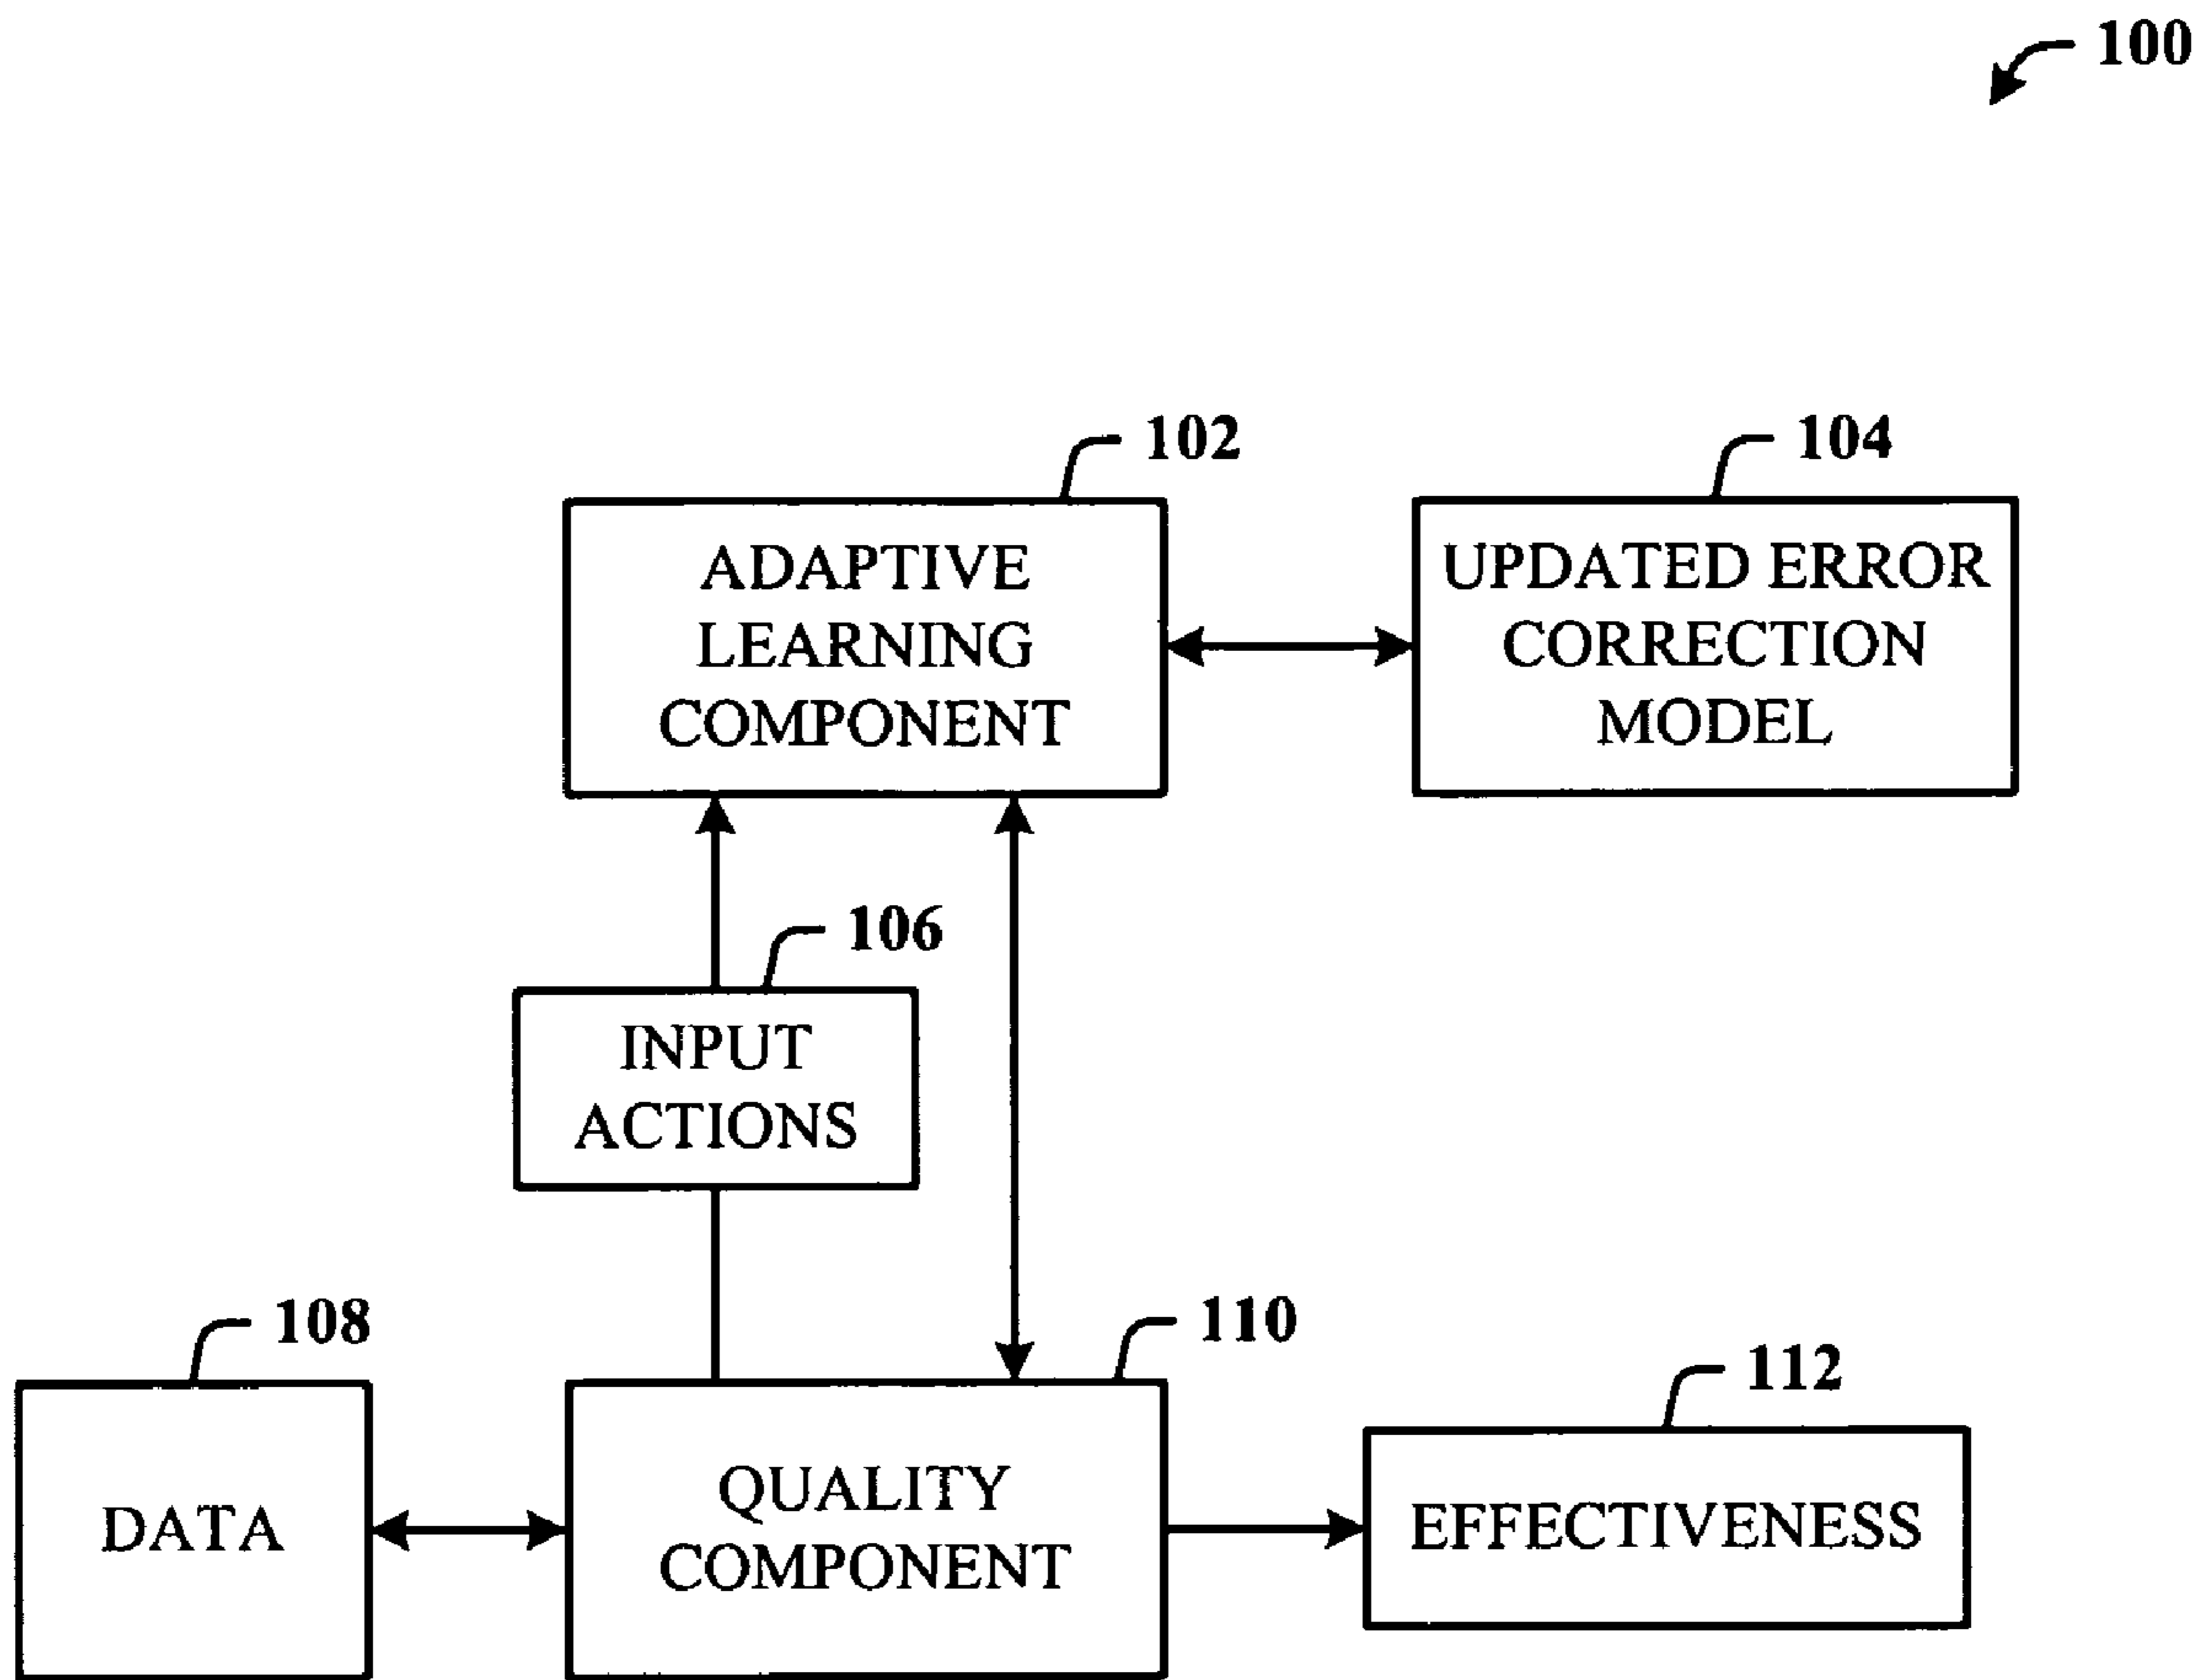 100
102
104
ADAPTIVE
LEARNING
COMPONENT
UPDATED ERROR
CORRECTION
MODEL
106
INPUT
ACTIONS
108
110
112
DATA
QUALITY
COMPONENT
EFFECTIVENESS